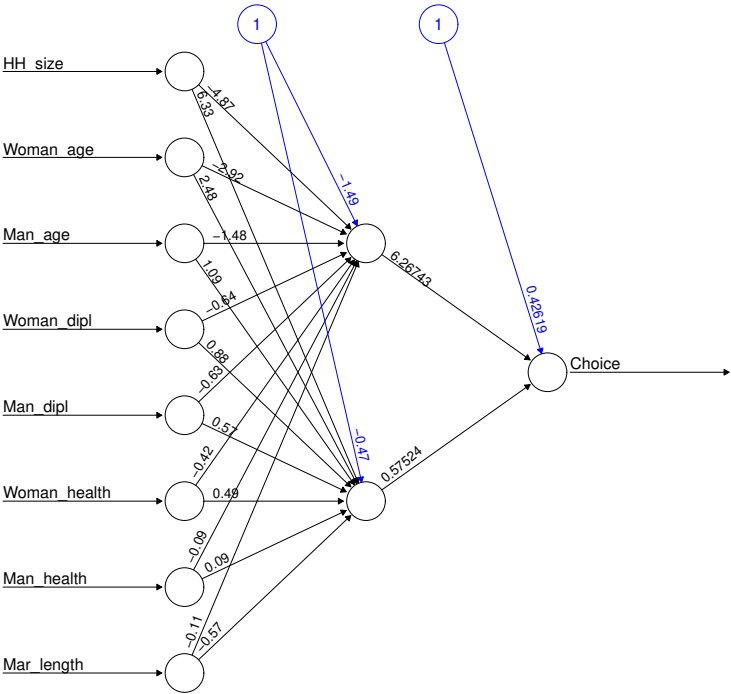 1
1
HH_size
−4.87
6.33
Woman_age
−2.92
2.48
−1.49
Man_age
−1.48
1.09
6.26743
0.42619
Woman_dipl
−0.64
0.88
Choice
Man_dipl
−0.63
0.57
−0.47
0.57524
Woman_health
−0.42
0.49
Man_health
−0.09
0.09
Mar_length
−0.11
−0.57